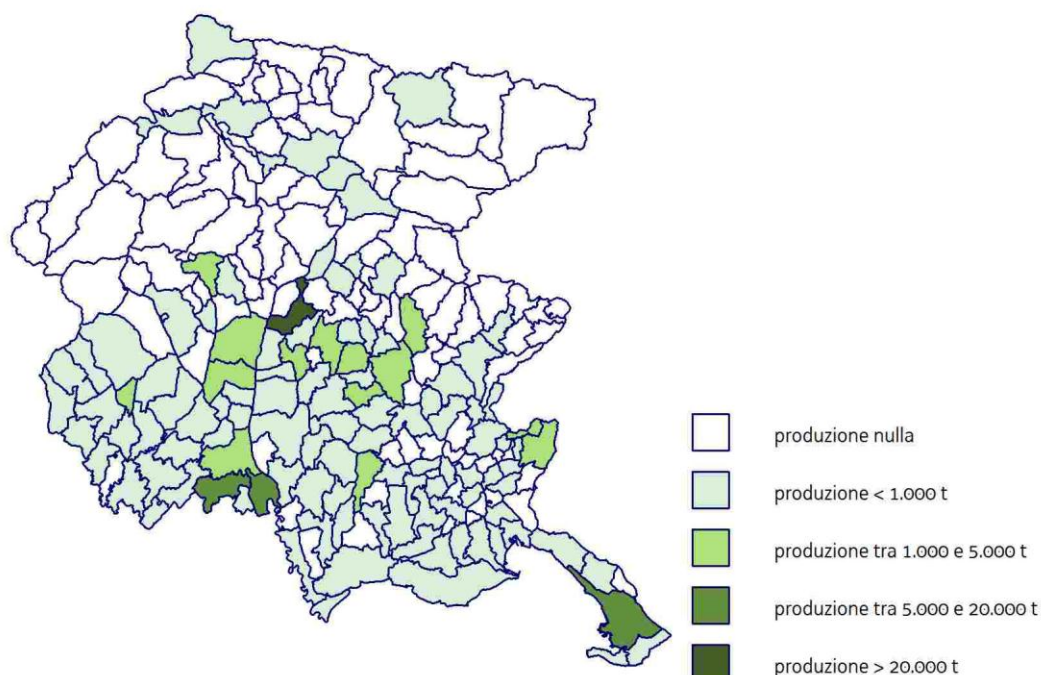 produzione nulla
produzione < 1.000 t
produzione tra 1.000 e 5.000 t
produzione tra 5.000 e 20.000 t
produzione > 20.000 t